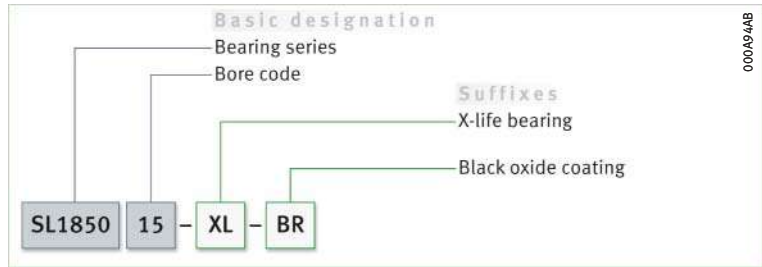 Basic designation
Bearing series
Bore code
Suffixes
X-life bearing
Black oxide coating
SL1850 15 – XL – BR
000A94AB